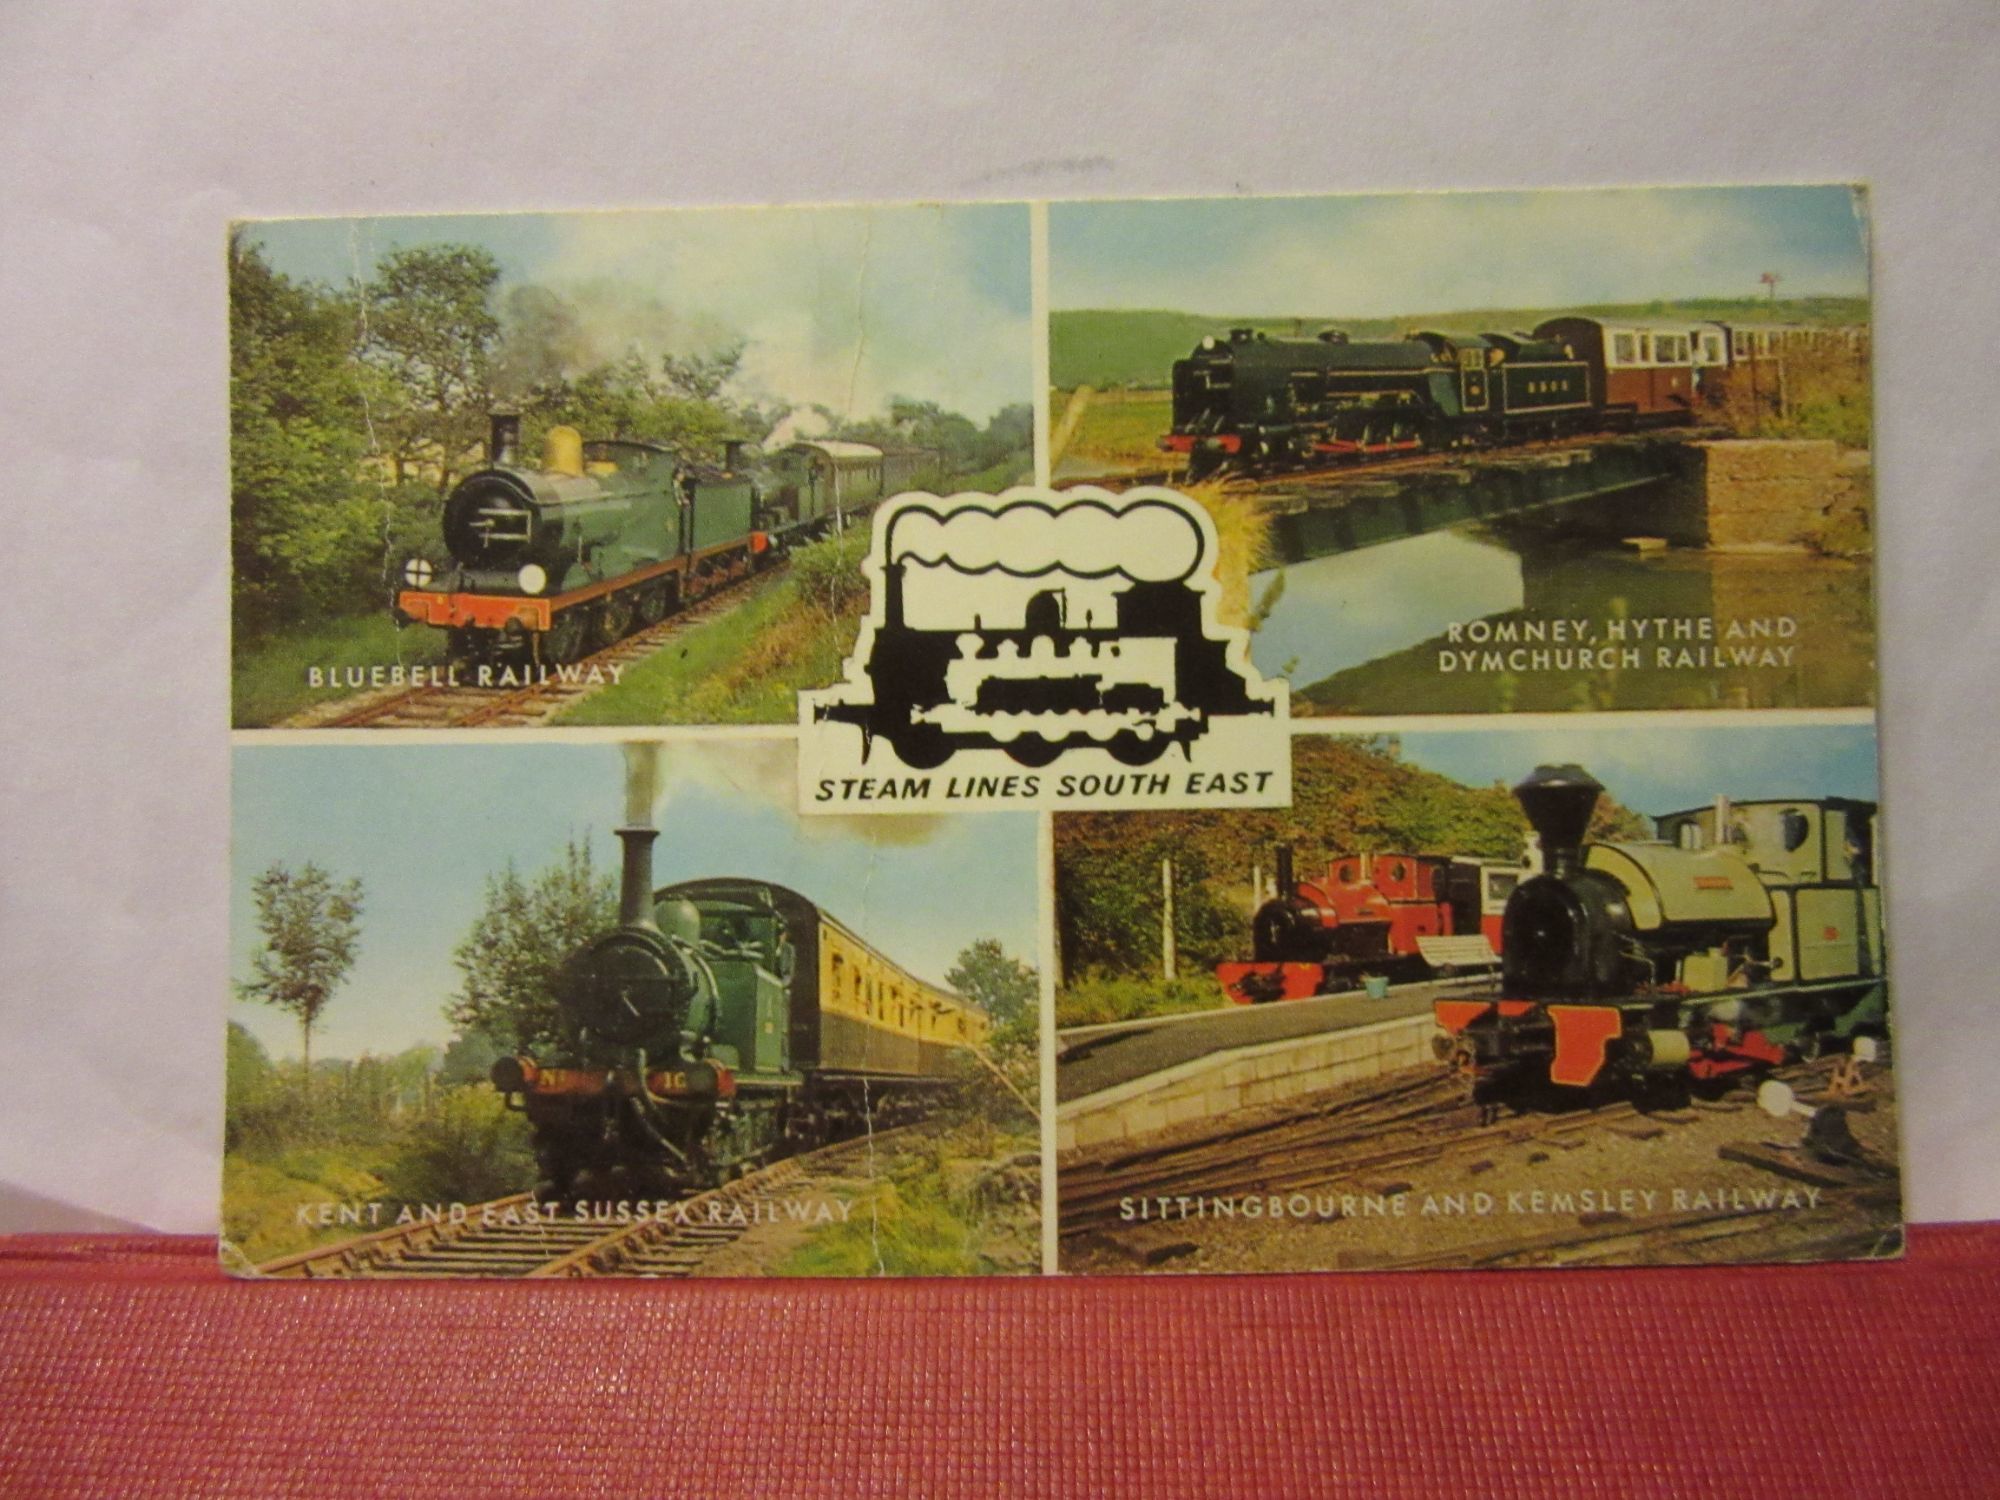 BLUEBELL RAILWAY
ROMNEY, HYTHE AND
DYMCHURCH RAILWAY
STEAM LINES SOUTH EAST
KENT AND EAST SUSSEX RAILWAY
SITTINGBOURNE AND KEMSLEY RAILWAY